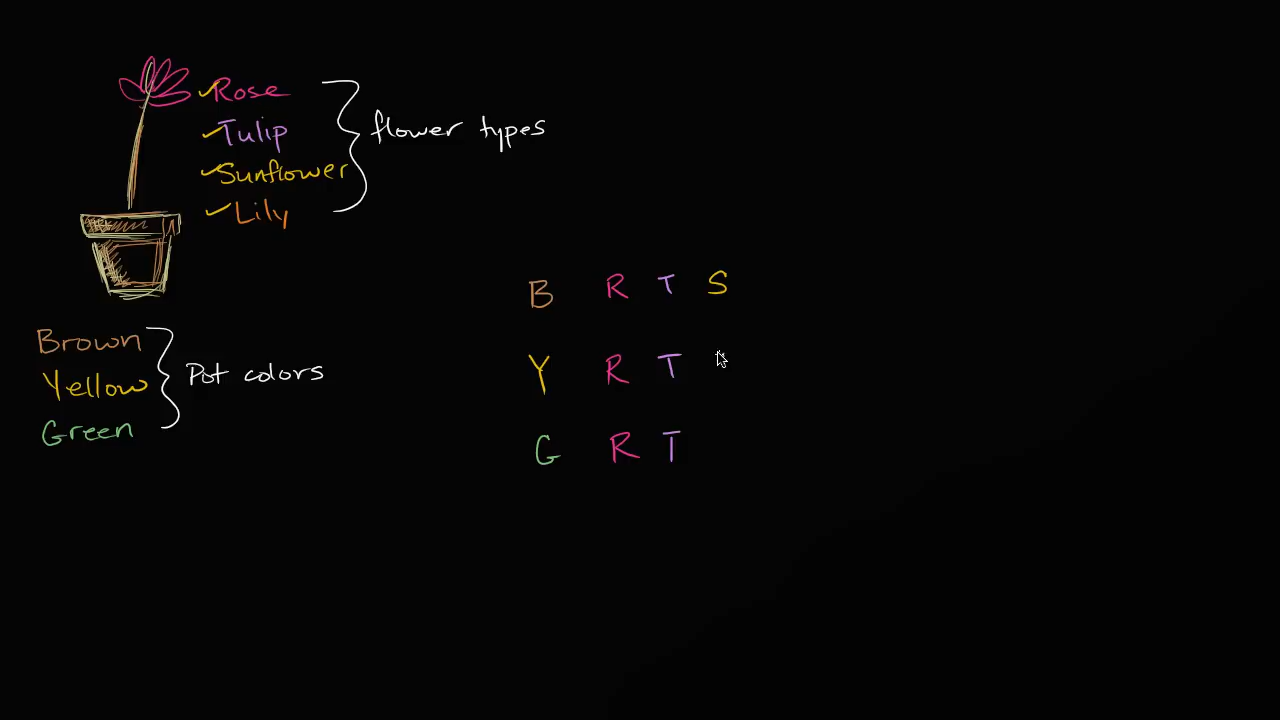 Rose
Tulip
Sunflower
Lily
flower types
Brown
Yellow
Green
Pot colors
B R T S
Y R T
G R T